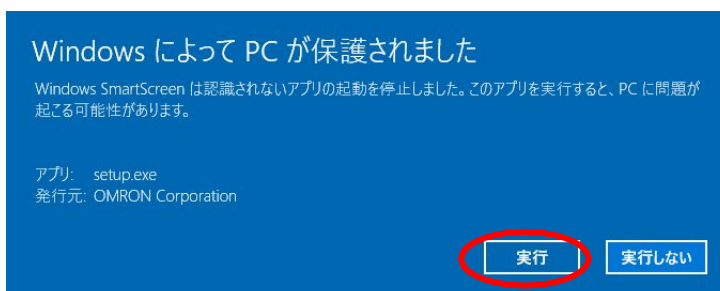 Windows によって PC が保護されました
Windows SmartScreen は認識されないアプリの起動を停止しました。このアプリを実行すると、PC に問題が
起こる可能性があります。
アプリ: setup.exe
発行元: OMRON Corporation
実行 実行しない